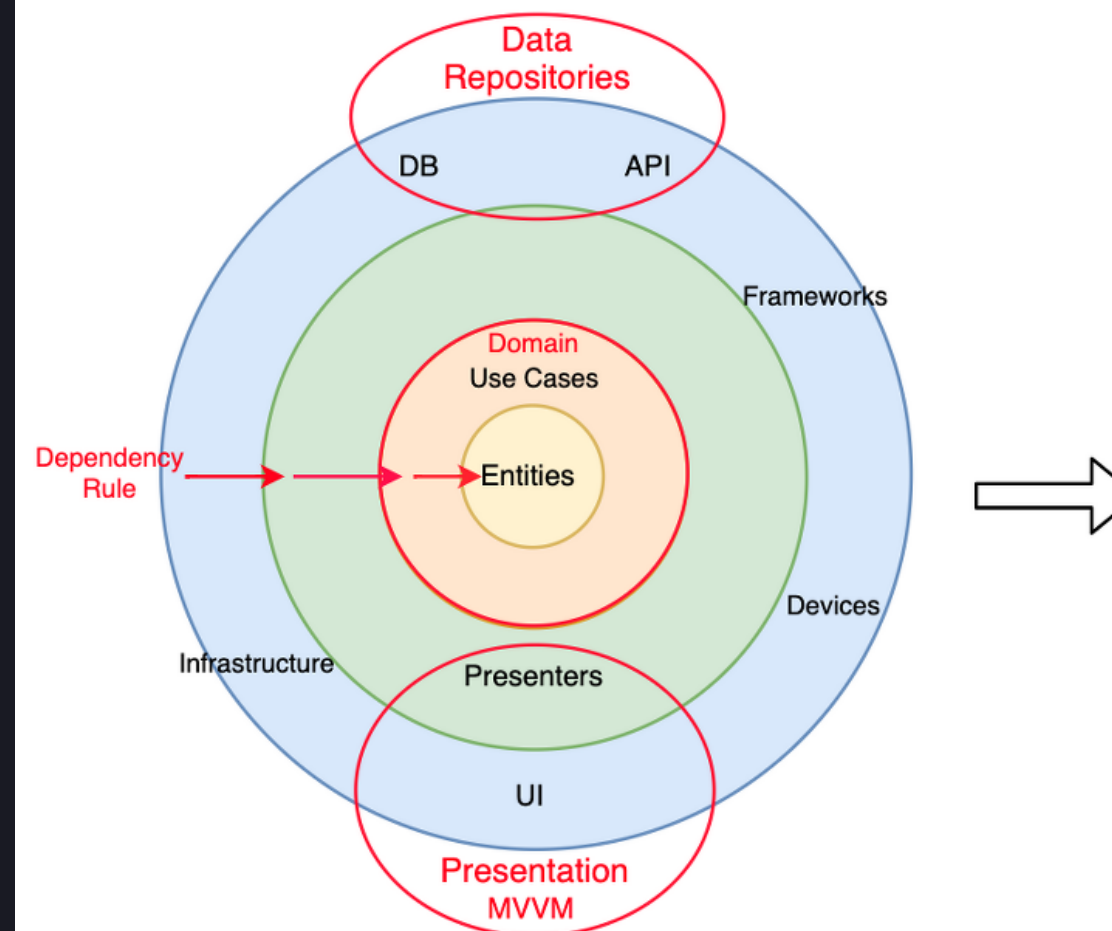 Data
Repositories
DB
API
Frameworks
Domain
Use Cases
Dependency
Rule
Entities
Devices
Infrastructure
Presenters
UI
Presentation
MVVM